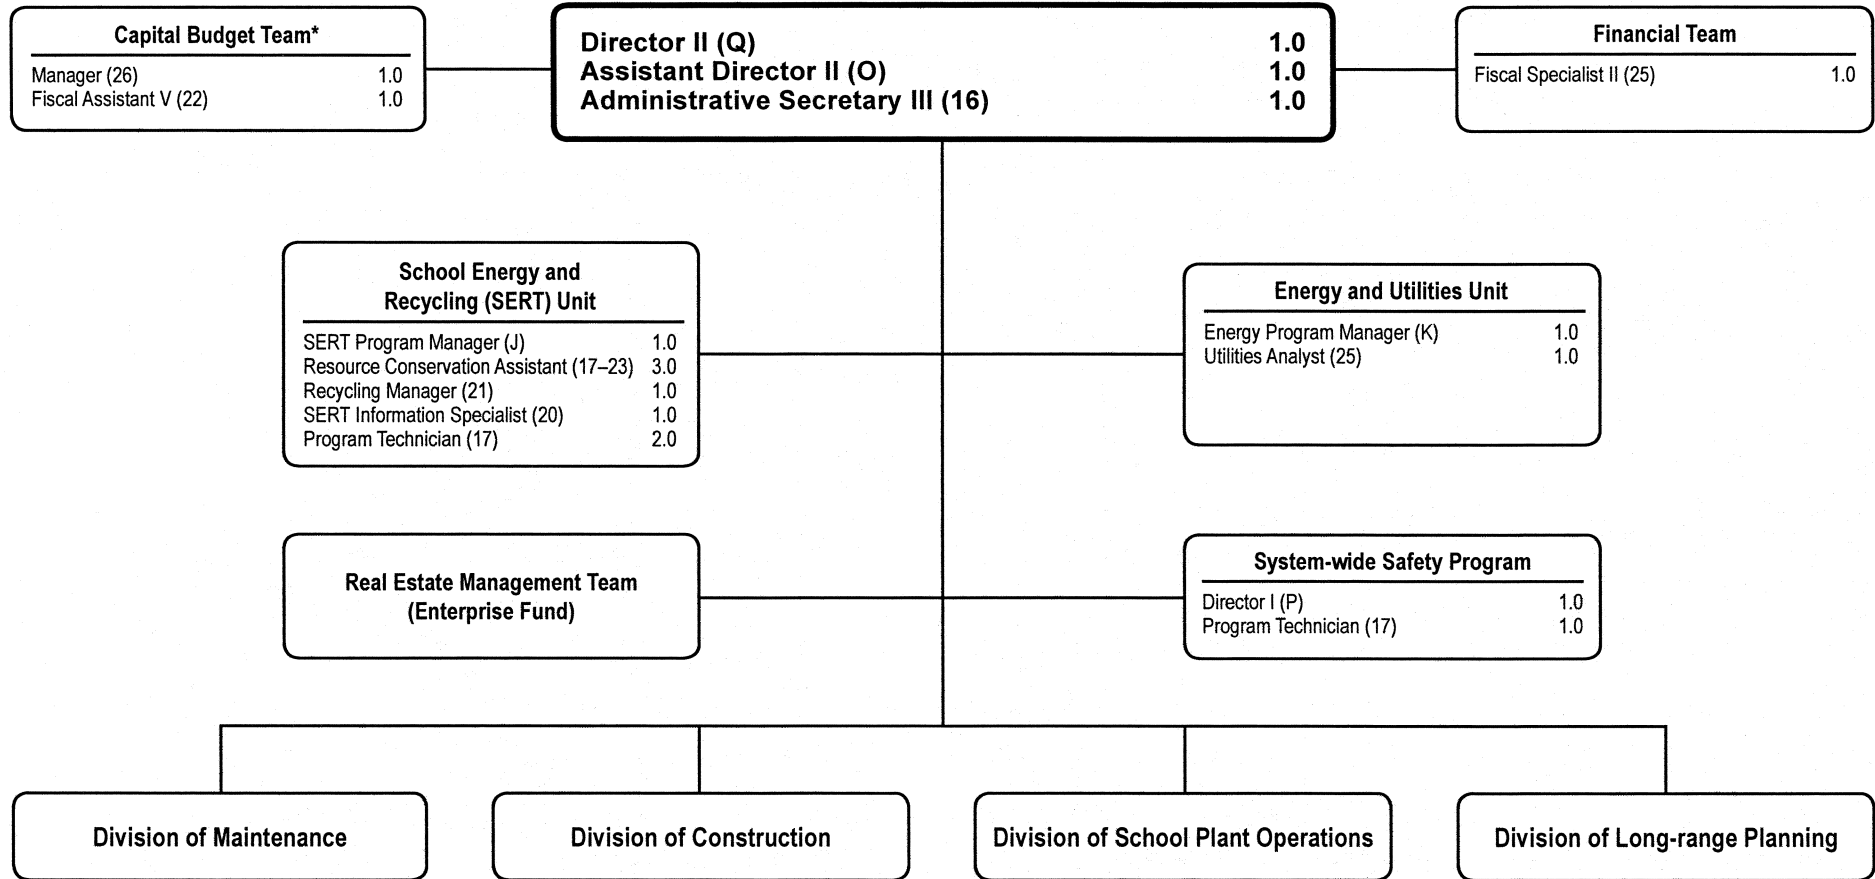 Capital Budget Team*
Manager (26) 1.0
Fiscal Assistant V (22) 1.0
Director II (Q) 1.0
Assistant Director II (O) 1.0
Administrative Secretary III (16) 1.0
Financial Team
Fiscal Specialist II (25) 1.0
School Energy and
Recycling (SERT) Unit
SERT Program Manager (J) 1.0
Resource Conservation Assistant (17–23) 3.0
Recycling Manager (21) 1.0
SERT Information Specialist (20) 1.0
Program Technician (17) 2.0
Energy and Utilities Unit
Energy Program Manager (K) 1.0
Utilities Analyst (25) 1.0
Real Estate Management Team
(Enterprise Fund)
System-wide Safety Program
Director I (P) 1.0
Program Technician (17) 1.0
Division of Maintenance
Division of Construction
Division of School Plant Operations
Division of Long-range Planning